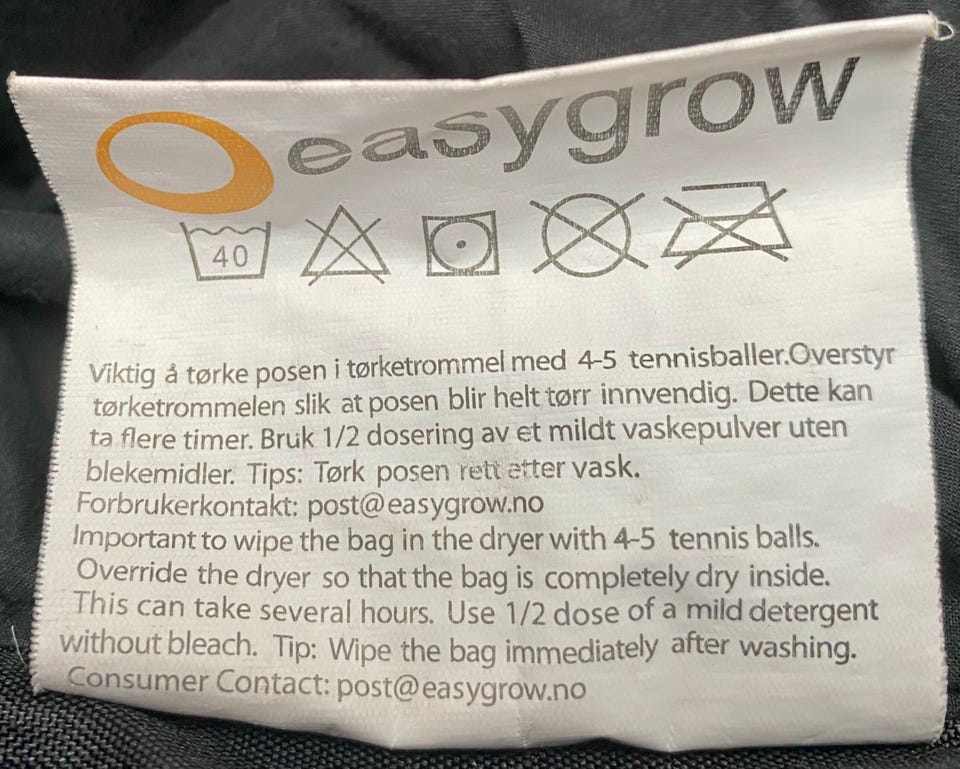 easygrow
40
Viktig å tørke posen i tørketrommel med 4-5 tennisballer.Overstyr
tørketrommelen slik at posen blir helt tørr innvendig. Dette kan
ta flere timer. Bruk 1/2 dosering av et mildt vaskepulver uten
blekemidler. Tips: Tørk posen rett etter vask.
Forbrukerkontakt: post@easygrow.no
Important to wipe the bag in the dryer with 4-5 tennis balls.
Override the dryer so that the bag is completely dry inside.
This can take several hours. Use 1/2 dose of a mild detergent
without bleach. Tip: Wipe the bag immediately after washing.
Consumer Contact: post@easygrow.no